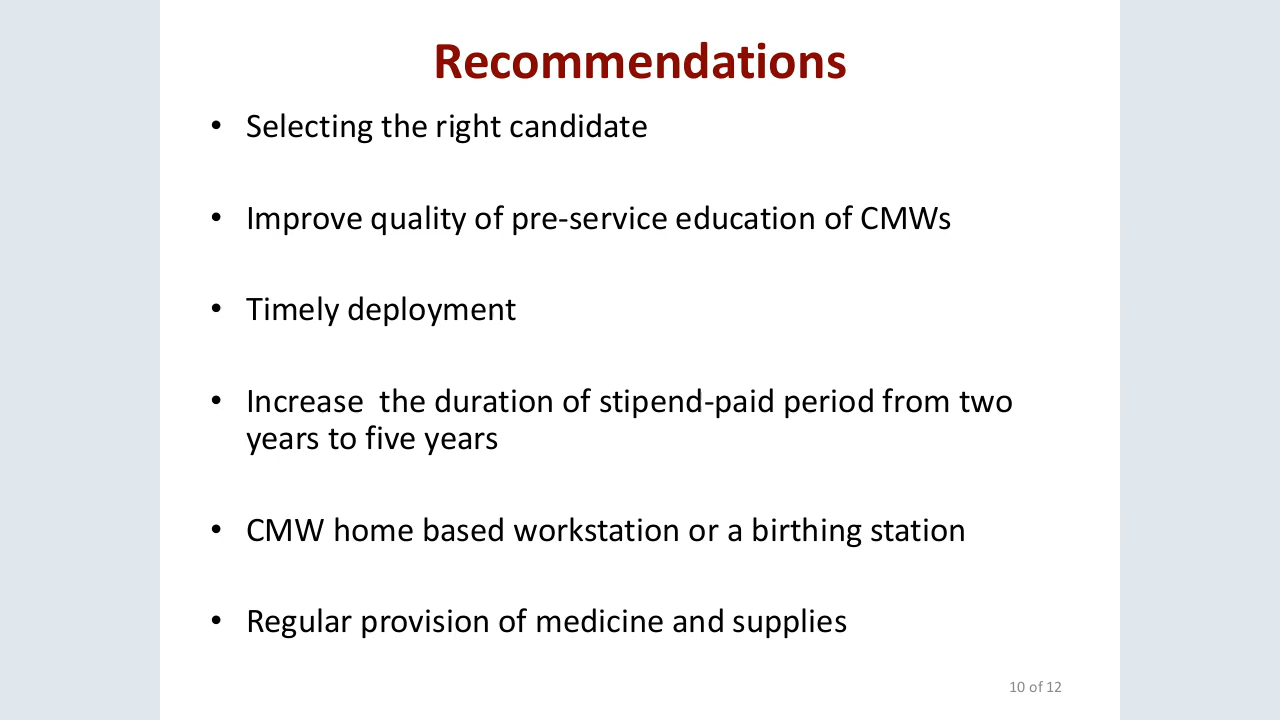 Recommendations
• Selecting the right candidate
• Improve quality of pre-service education of CMWs
• Timely deployment
• Increase  the duration of stipend-paid period from two
years to five years
• CMW home based workstation or a birthing station
• Regular provision of medicine and supplies
10 of 12